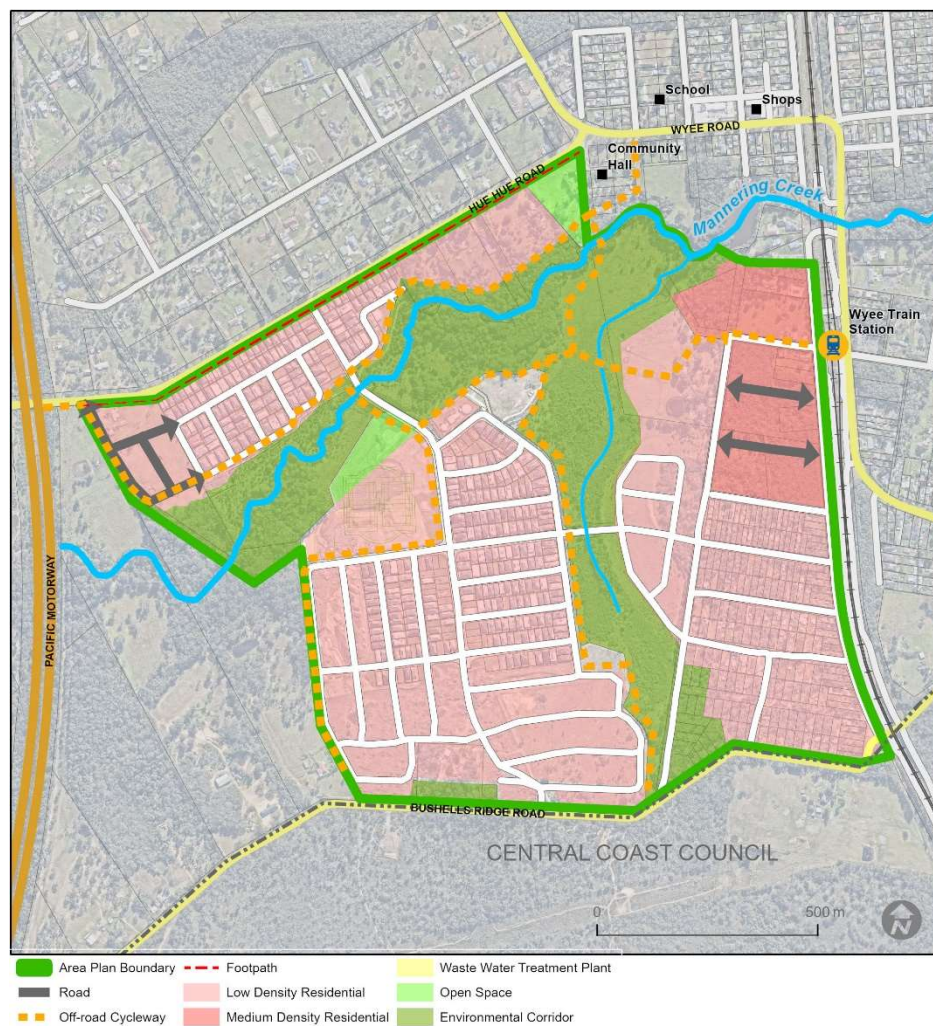 School
Shops
WYEE ROAD
Community
Hall
HUE HUE ROAD
Mannering Creek
Wyee Train
Station
PACIFIC MOTORWAY
BUSHELLS RIDGE ROAD
CENTRAL COAST COUNCIL
0
500 m
N
Area Plan Boundary
Footpath
Waste Water Treatment Plant
Road
Low Density Residential
Open Space
Off-road Cycleway
Medium Density Residential
Environmental Corridor